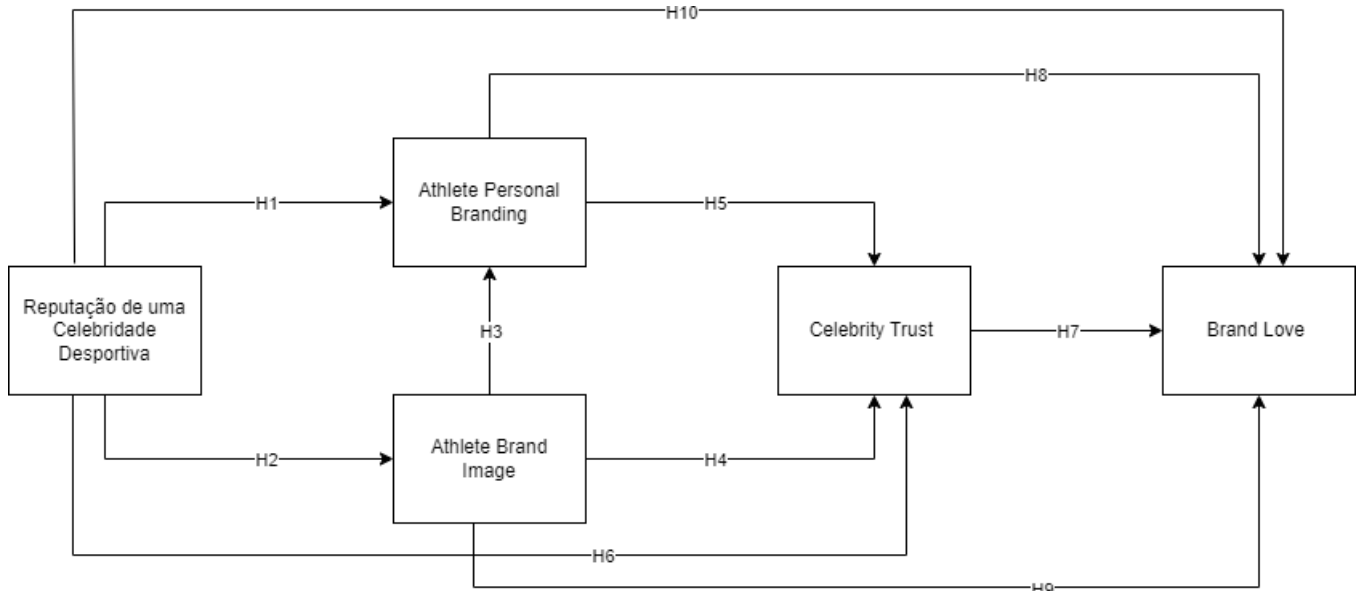 H10
H8
Athlete Personal
Branding
H1
H5
Reputação de uma
Celebridade
Desportiva
H3
Celebrity Trust
H7
Brand Love
H2
Athlete Brand
Image
H4
H6
H9